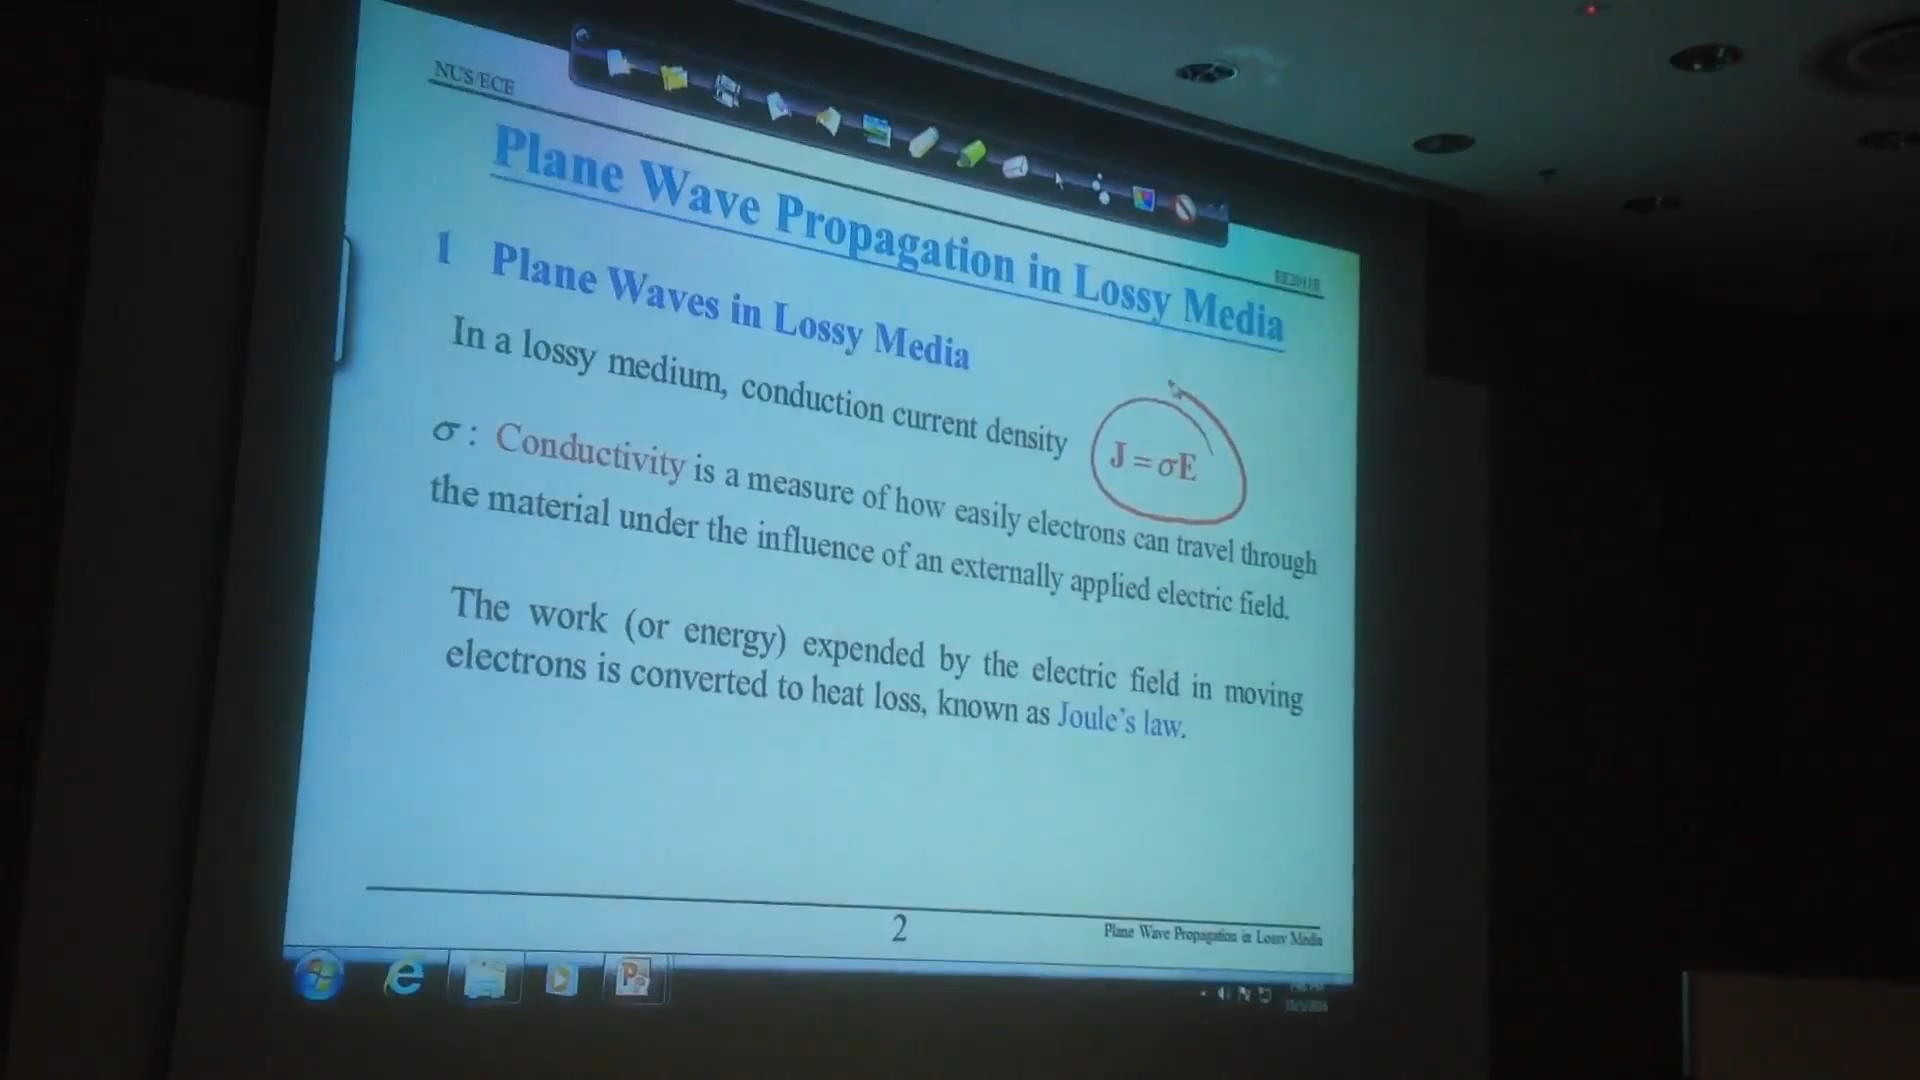 NUS/ECE
EE2011E
Plane Wave Propagation in Lossy Media
1 Plane Waves in Lossy Media
In a lossy medium, conduction current density J = σE
σ : Conductivity is a measure of how easily electrons can travel through
the material under the influence of an externally applied electric field.
The work (or energy) expended by the electric field in moving
electrons is converted to heat loss, known as Joule's law.
2
Plane Wave Propagation in Lossy Media